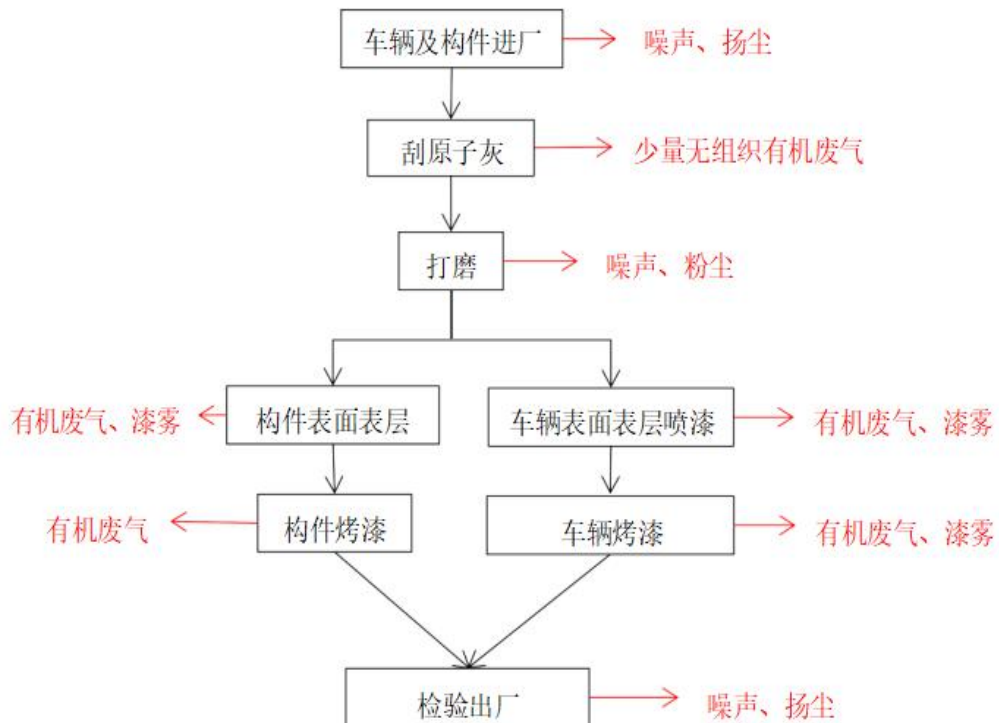 车辆及构件进厂
噪声、扬尘
刮原子灰
少量无组织有机废气
打磨
噪声、粉尘
有机废气、漆雾
构件表面表层
车辆表面表层喷漆
有机废气、漆雾
有机废气
构件烤漆
车辆烤漆
有机废气、漆雾
检验出厂
噪声、扬尘